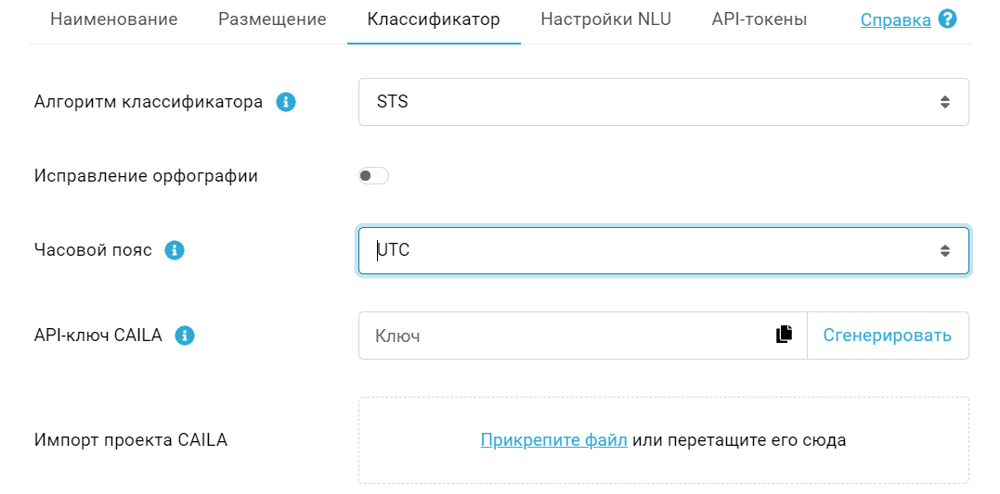 Наименование Размещение Классификатор Настройки NLU API-токены Справка ?
Алгоритм классификатора i STS
Исправление орфографии
Часовой пояс i UTC
API-ключ CAILA i Ключ Сгенерировать
Импорт проекта CAILA Прикрепите файл или перетащите его сюда